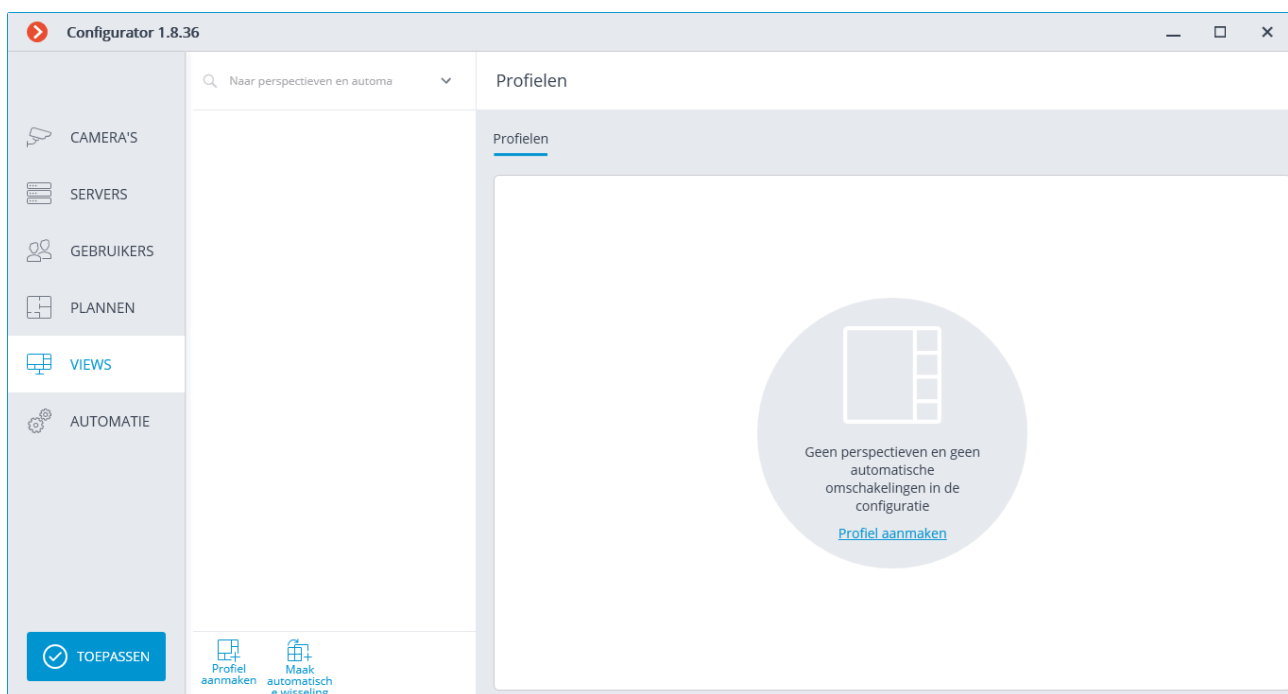 Configurator 1.8.36
Naar perspectieven en automa
Profielen
CAMERA'S
SERVERS
GEBRUIKERS
PLANNEN
VIEWS
AUTOMATIE
TOEPASSEN
Profielen
Geen perspectieven en geen
automatische
omschakelingen in de
configuratie
Profiel aanmaken
Profiel
aanmaken
Maak
automatisch
e wisseling